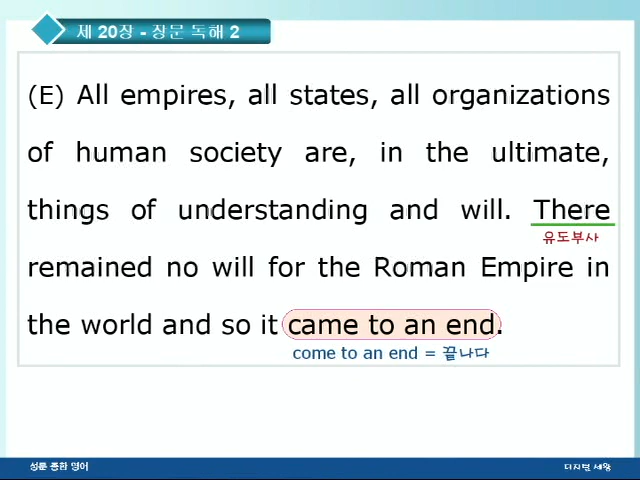 제 20장 - 장문 독해 2
(E) All empires, all states, all organizations
of human society are, in the ultimate,
things of understanding and will. There
유도부사
remained no will for the Roman Empire in
the world and so it came to an end.
come to an end = 끝나다
성문 종합 영어
디지털 세왕